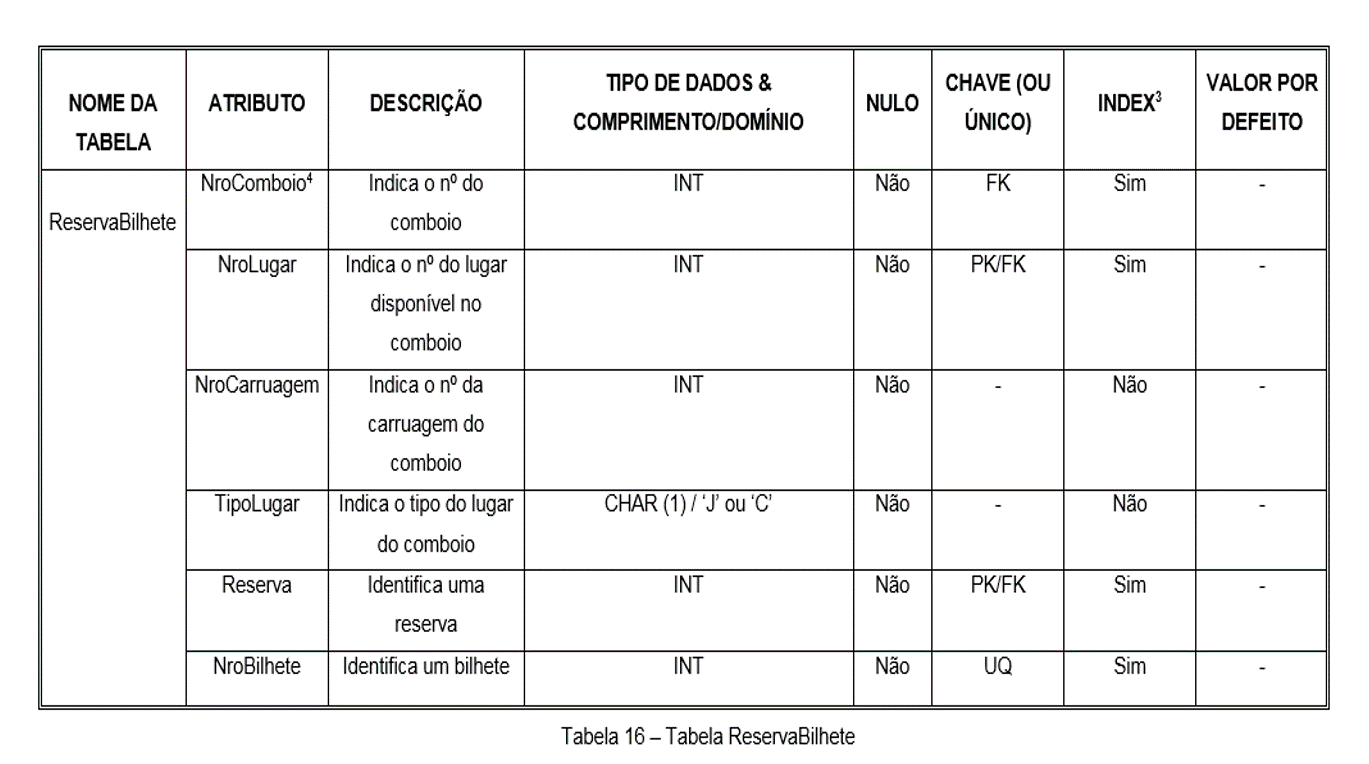 NOME DA
TABELA
ATRIBUTO
DESCRIÇÃO
TIPO DE DADOS &
COMPRIMENTO/DOMÍNIO
NULO
CHAVE (OU
ÚNICO)
INDEX³
VALOR POR
DEFEITO
ReservaBilhete
NroComboio⁴
Indica o nº do
comboio
INT
Não
FK
Sim
-
NroLugar
Indica o nº do lugar
disponível no
comboio
INT
Não
PK/FK
Sim
-
NroCarruagem
Indica o nº da
carruagem do
comboio
INT
Não
-
Não
-
TipoLugar
Indica o tipo do lugar
do comboio
CHAR (1) / ‘J’ ou ‘C’
Não
-
Não
-
Reserva
Identifica uma
reserva
INT
Não
PK/FK
Sim
-
NroBilhete
Identifica um bilhete
INT
Não
UQ
Sim
-
Tabela 16 – Tabela ReservaBilhete